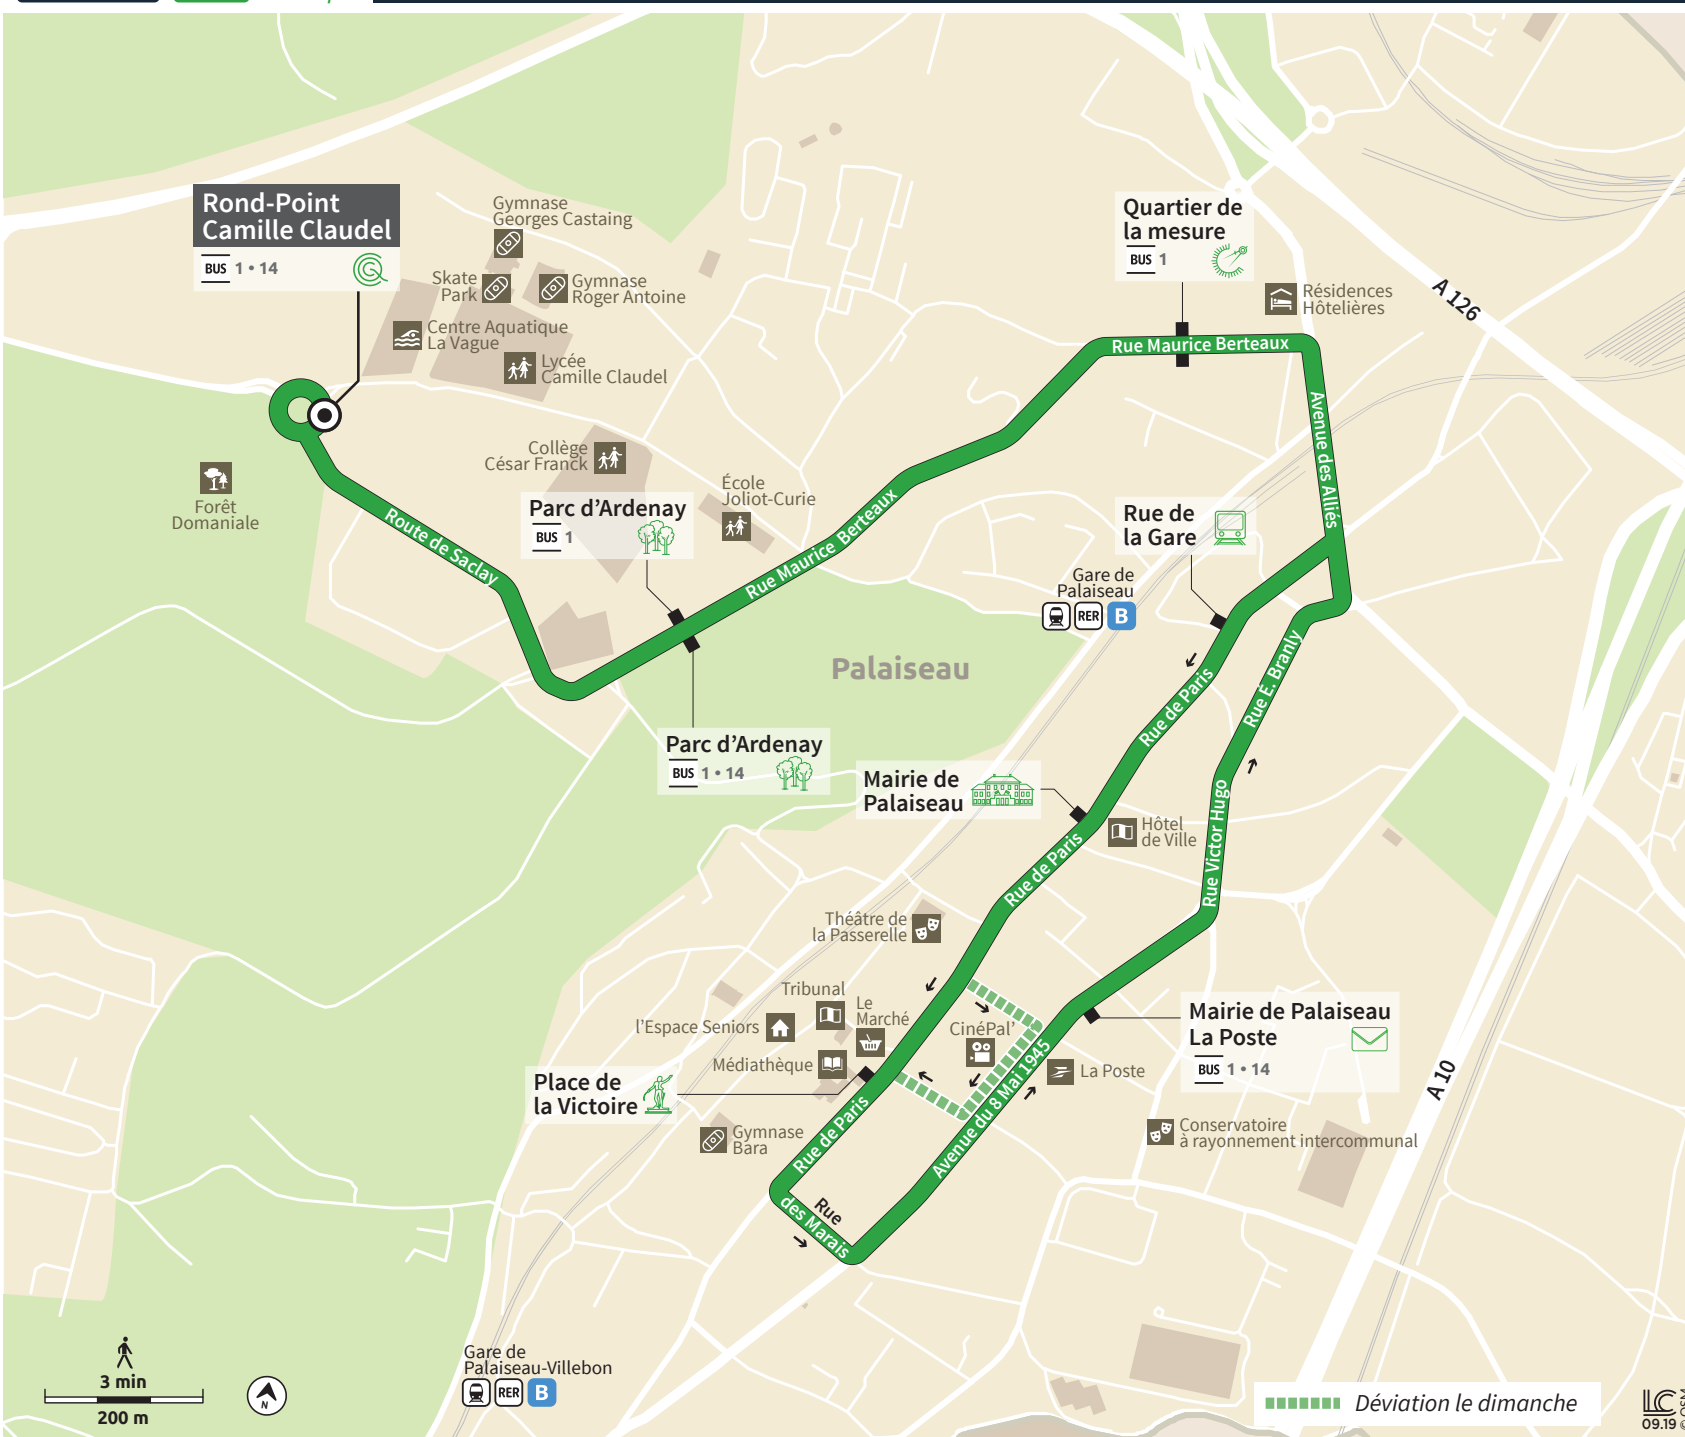 Rond-Point
Camille Claudel
BUS 1 • 14
Gymnase
Georges Castaing
Skate
Park
Gymnase
Roger Antoine
Centre Aquatique
La Vague
Lycée
Camille Claudel
Quartier de
la mesure
BUS 1
Résidences
Hôtelières
A 126
Rue Maurice Berteaux
Avenue des Alliés
Forêt
Domaniale
Collège
César Franck
École
Joliot-Curie
Parc d'Ardenay
BUS 1
Route de Saclay
Rue Maurice Berteaux
Rue de
la Gare
Gare de
Palaiseau
RER B
Palaiseau
Rue É. Branly
Rue de Paris
Parc d'Ardenay
BUS 1 • 14
Mairie de
Palaiseau
Hôtel
de Ville
Rue Victor Hugo
Rue de Paris
Théâtre de
la Passerelle
Tribunal
Le
Marché
l'Espace Seniors
Médiathèque
CinéPal'
Mairie de Palaiseau
La Poste
BUS 1 • 14
La Poste
A 10
Place de
la Victoire
Gymnase
Bara
Rue de Paris
Avenue du 8 Mai 1945
Conservatoire
à rayonnement intercommunal
Rue
des Marais
3 min
200 m
N
Gare de
Palaiseau-Villebon
RER B
Déviation le dimanche
LC
09.19 © OSM